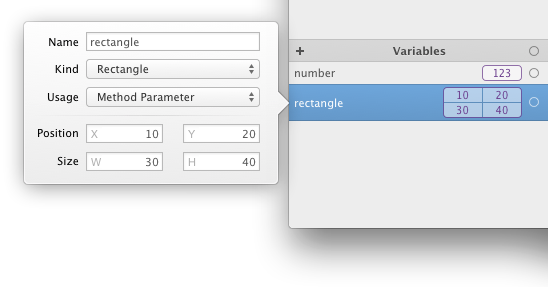 Name rectangle
Kind Rectangle
Usage Method Parameter
Position X 10 Y 20
Size W 30 H 40
+ Variables
number 123
rectangle 10 20
30 40